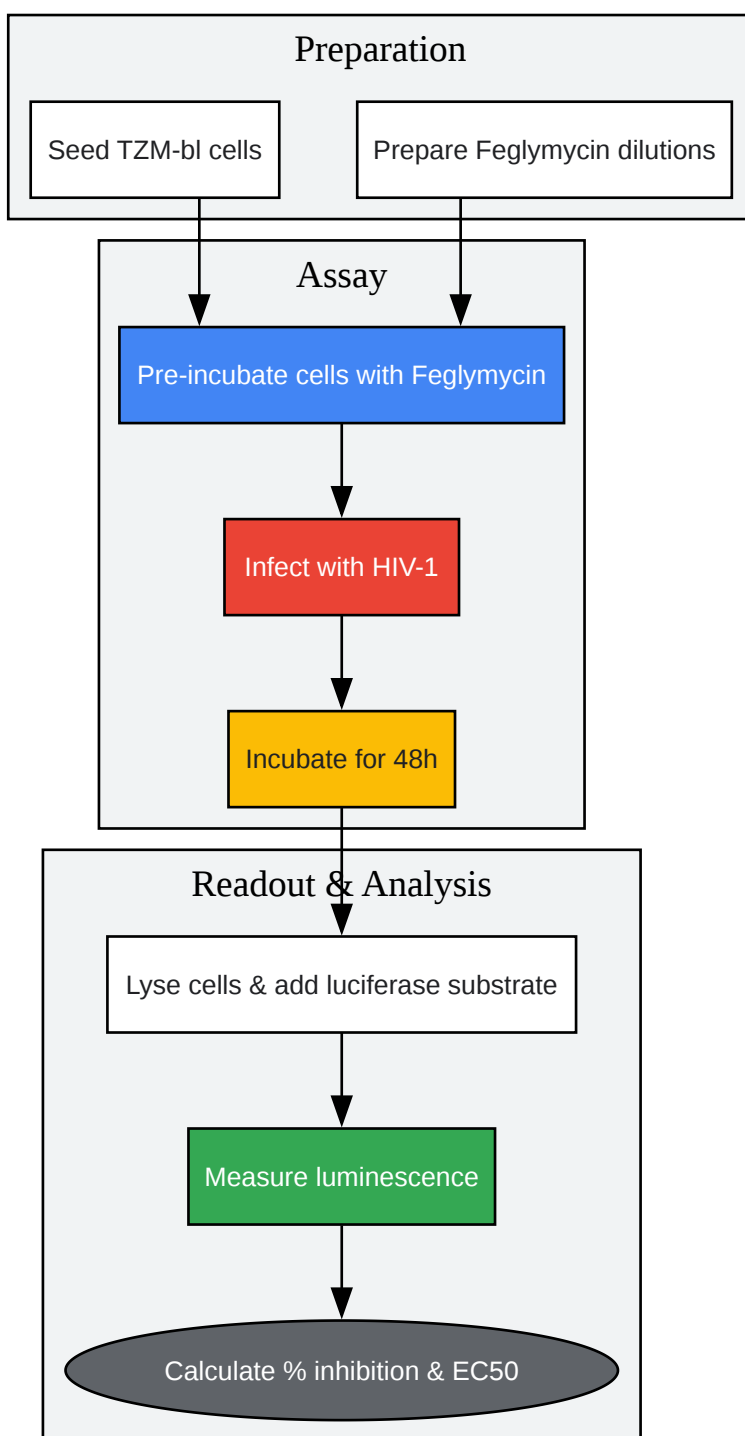 Preparation
Seed TZM-bl cells
Prepare Feglymycin dilutions
Assay
Pre-incubate cells with Feglymycin
Infect with HIV-1
Incubate for 48h
Readout & Analysis
Lyse cells & add luciferase substrate
Measure luminescence
Calculate % inhibition & EC50